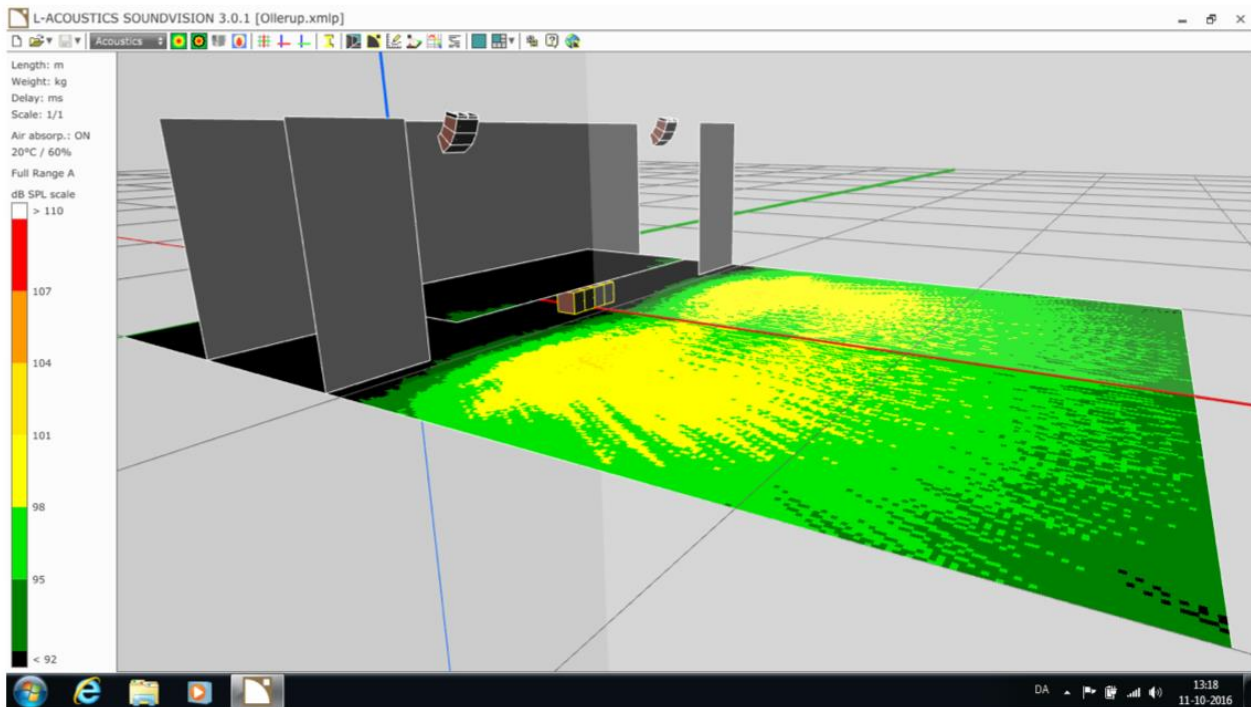 L-ACOUSTICS SOUNDVISION 3.0.1 [Ollerup.xmlp]
Acoustics
Length: m
Weight: kg
Delay: ms
Scale: 1/1
Air absorp.: ON
20°C / 60%
Full Range A
dB SPL scale
> 110
107
104
101
98
95
< 92
DA
13:18
11-10-2016